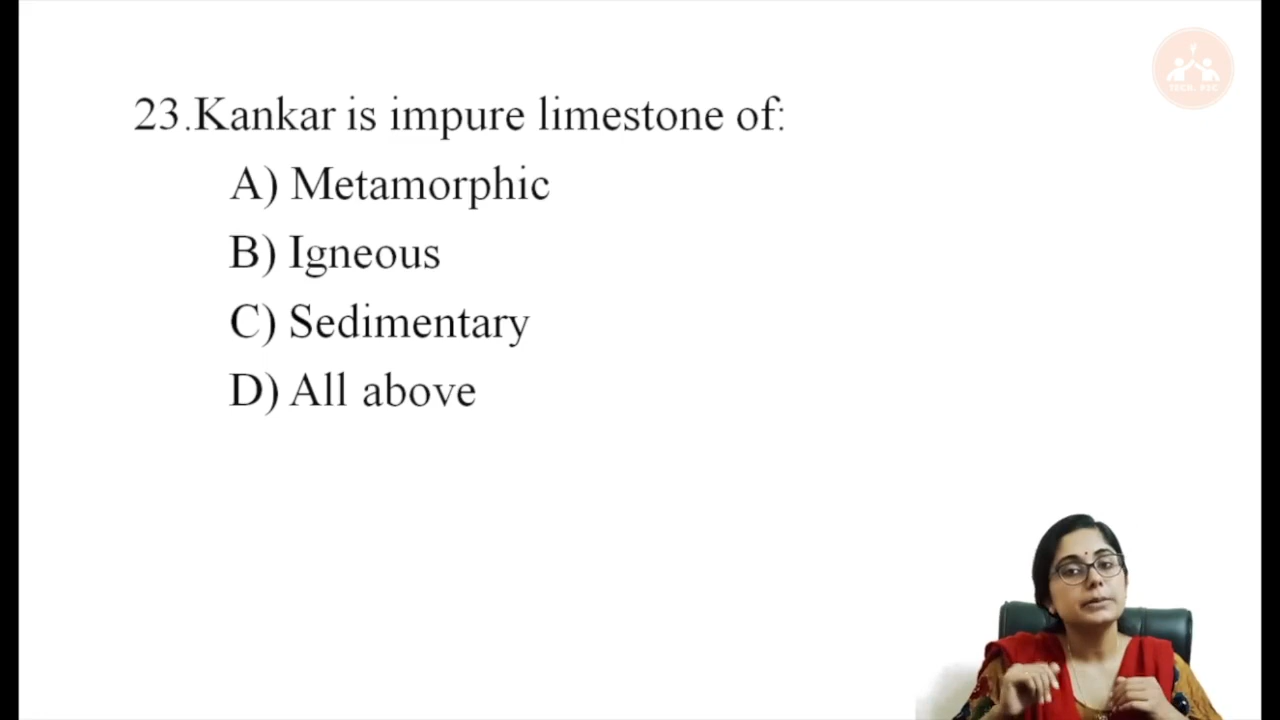 23.Kankar is impure limestone of:
A) Metamorphic
B) Igneous
C) Sedimentary
D) All above